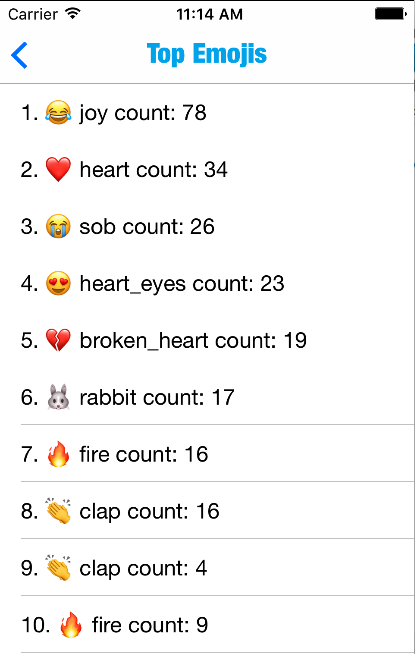 Carrier 11:14 AM
Top Emojis
1. 😂 joy count: 78
2. ❤️ heart count: 34
3. 😭 sob count: 26
4. 😍 heart_eyes count: 23
5. 💔 broken_heart count: 19
6. 🐰 rabbit count: 17
7. 🔥 fire count: 16
8. 👏 clap count: 16
9. 👏 clap count: 4
10. 🔥 fire count: 9